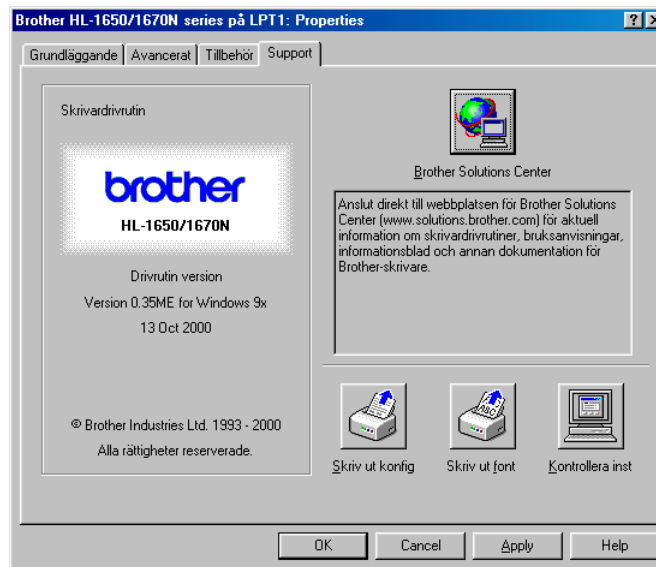 Brother HL-1650/1670N series på LPT1: Properties
Grundläggande
Avancerat
Tillbehör
Support
Skrivardrivrutin
brother
HL-1650/1670N
Drivrutin version
Version 0.35ME for Windows 9x
13 Oct 2000
© Brother Industries Ltd. 1993 - 2000
Alla rättigheter reserverade.
Brother Solutions Center
Anslut direkt till webbplatsen för Brother Solutions
Center (www.solutions.brother.com) för aktuell
information om skrivardrivrutiner, bruksanvisningar,
informationsblad och annan dokumentation för
Brother-skrivare.
ABC
Skriv ut konfig
Skriv ut font
Kontrollera inst
OK
Cancel
Apply
Help